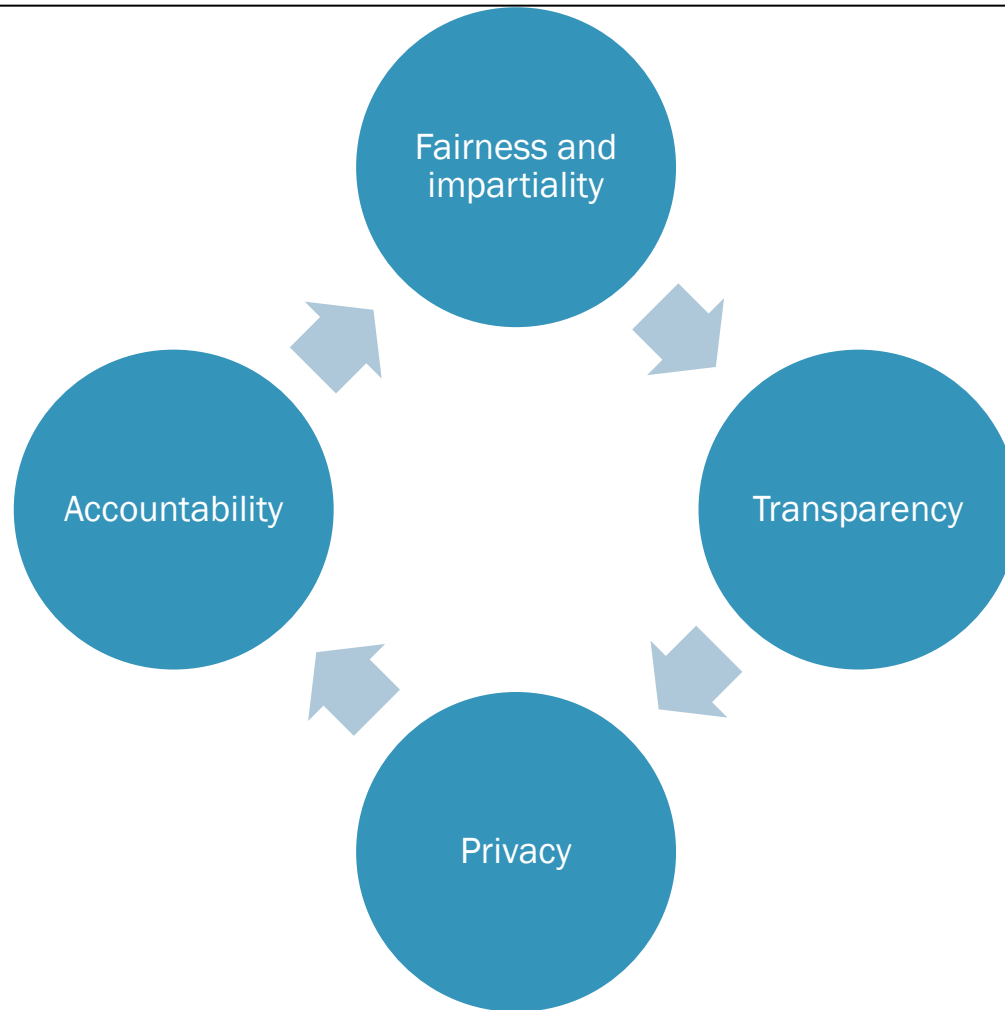 Fairness and
impartiality
Transparency
Privacy
Accountability